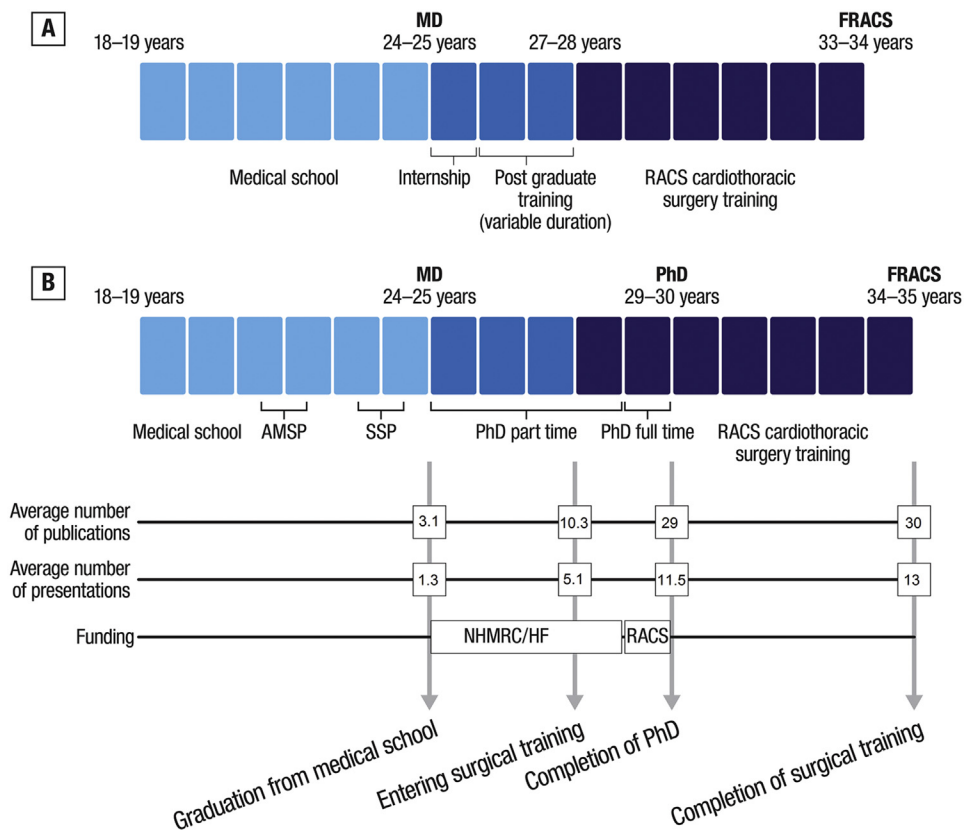 A
MD
FRACS
18–19 years
24–25 years
27–28 years
33–34 years
Medical school
Internship
Post graduate
training
(variable duration)
RACS cardiothoracic
surgery training
B
MD
PhD
FRACS
18–19 years
24–25 years
29–30 years
34–35 years
Medical school
AMSP
SSP
PhD part time
PhD full time
RACS cardiothoracic
surgery training
Average number
of publications
3.1
10.3
29
30
Average number
of presentations
1.3
5.1
11.5
13
Funding
NHMRC/HF
RACS
Graduation from medical school
Entering surgical training
Completion of PhD
Completion of surgical training